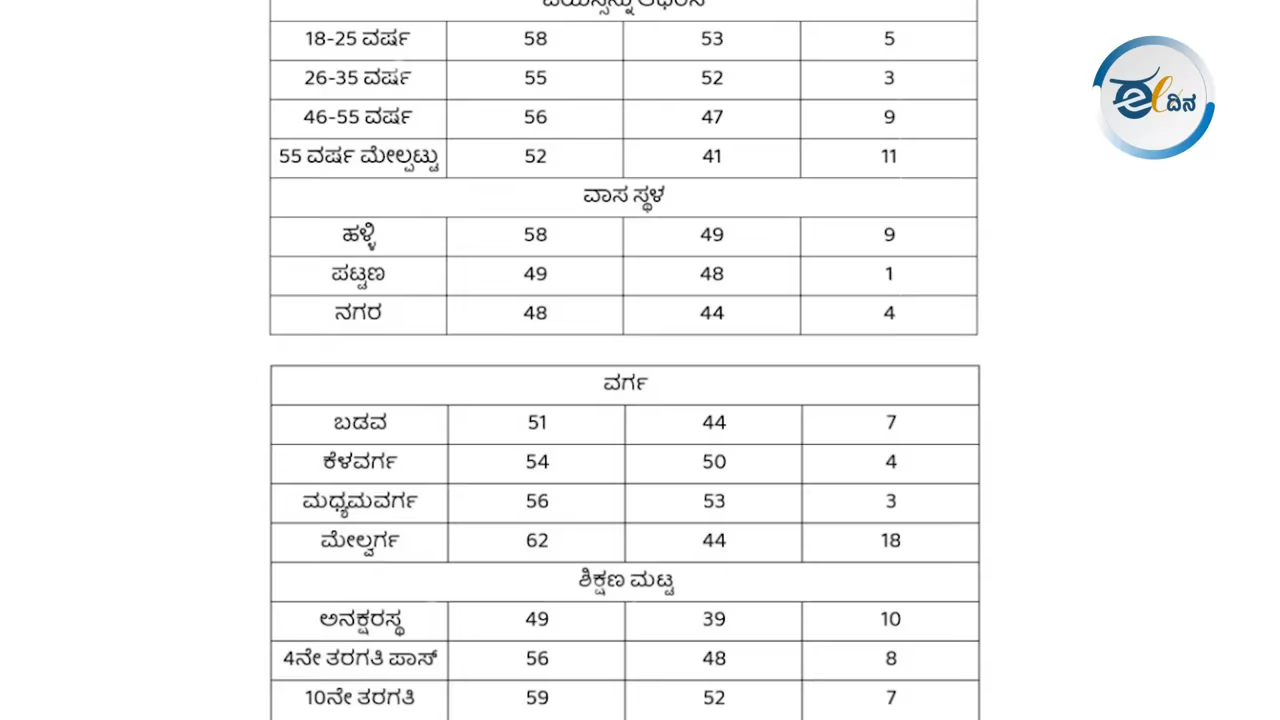 18-25 ವರ್ಷ 58 53 5
26-35 ವರ್ಷ 55 52 3
46-55 ವರ್ಷ 56 47 9
55 ವರ್ಷ ಮೇಲ್ಪಟ್ಟು 52 41 11
ವಾಸ ಸ್ಥಳ
ಹಳ್ಳಿ 58 49 9
ಪಟ್ಟಣ 49 48 1
ನಗರ 48 44 4
ವರ್ಗ
ಬಡವ 51 44 7
ಕೆಳವರ್ಗ 54 50 4
ಮಧ್ಯಮವರ್ಗ 56 53 3
ಮೇಲ್ವರ್ಗ 62 44 18
ಶಿಕ್ಷಣ ಮಟ್ಟ
ಅನಕ್ಷರಸ್ಥ 49 39 10
4ನೇ ತರಗತಿ ಪಾಸ್ 56 48 8
10ನೇ ತರಗತಿ 59 52 7
ದಿನ